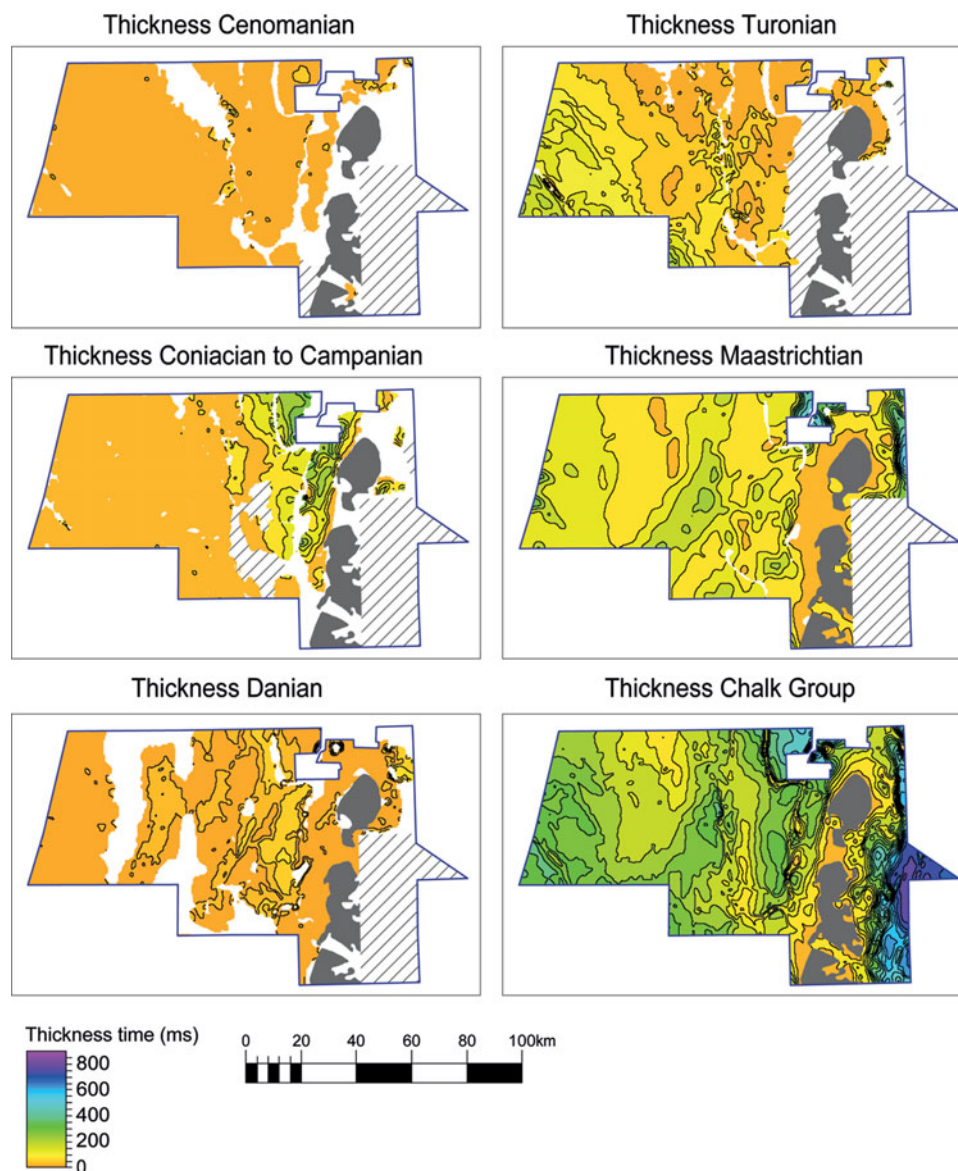 Thickness Cenomanian
Thickness Turonian
Thickness Coniacian to Campanian
Thickness Maastrichtian
Thickness Danian
Thickness Chalk Group
Thickness time (ms)
800
600
400
200
0
0 20 40 60 80 100km